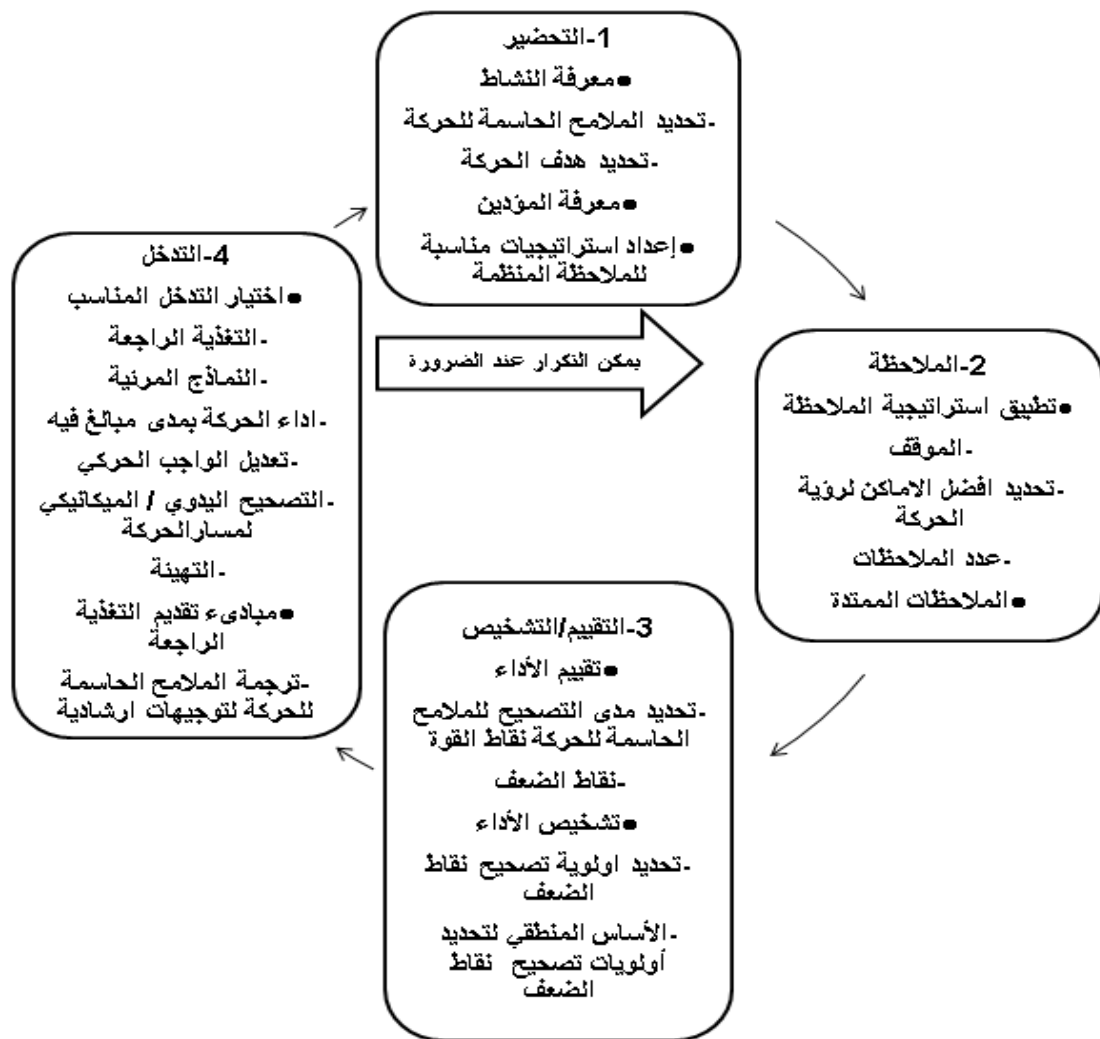 1-التحضير
●معرفة النشاط
-تحديد الملامح الحاسمة للحركة
-تحديد هدف الحركة
●معرفة المؤدين
●إعداد استراتيجيات مناسبة
للملاحظة المنظمة
يمكن التكرار عند الضرورة
2-الملاحظة
●تطبيق استراتيجية الملاحظة
-الموقف
-تحديد افضل الاماكن لرؤية
الحركة
-عدد الملاحظات
●الملاحظات الممتدة
3-التقييم/التشخيص
●تقييم الأداء
-تحديد مدى التصحيح للملامح
الحاسمة للحركة نقاط القوة
-نقاط الضعف
●تشخيص الأداء
-تحديد اولوية تصحيح نقاط
الضعف
-الأساس المنطقي لتحديد
أولويات تصحيح نقاط
الضعف
4-التدخل
●اختيار التدخل المناسب
-التغذية الراجعة
-النماذج المرئية
-اداء الحركة بمدى مبالغ فيه
-تعديل الواجب الحركي
-التصحيح اليدوي / الميكانيكي
لمسارالحركة
-التهيئة
●مبادىء تقديم التغذية
الراجعة
-ترجمة الملامح الحاسمة
للحركة لتوجيهات ارشادية